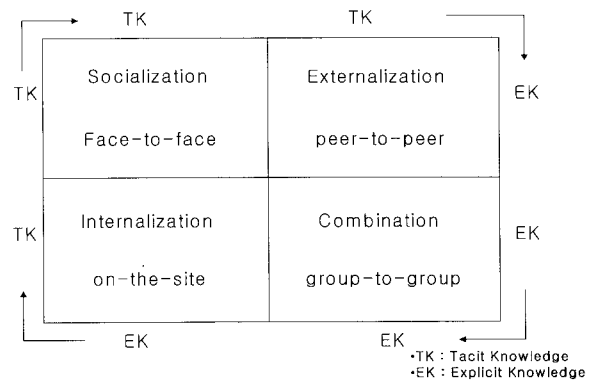 TK TK
Socialization Externalization
TK EK
Face-to-face peer-to-peer
Internalization Combination
TK EK
on-the-site group-to-group
EK EK
•TK : Tacit Knowledge
•EK : Explicit Knowledge